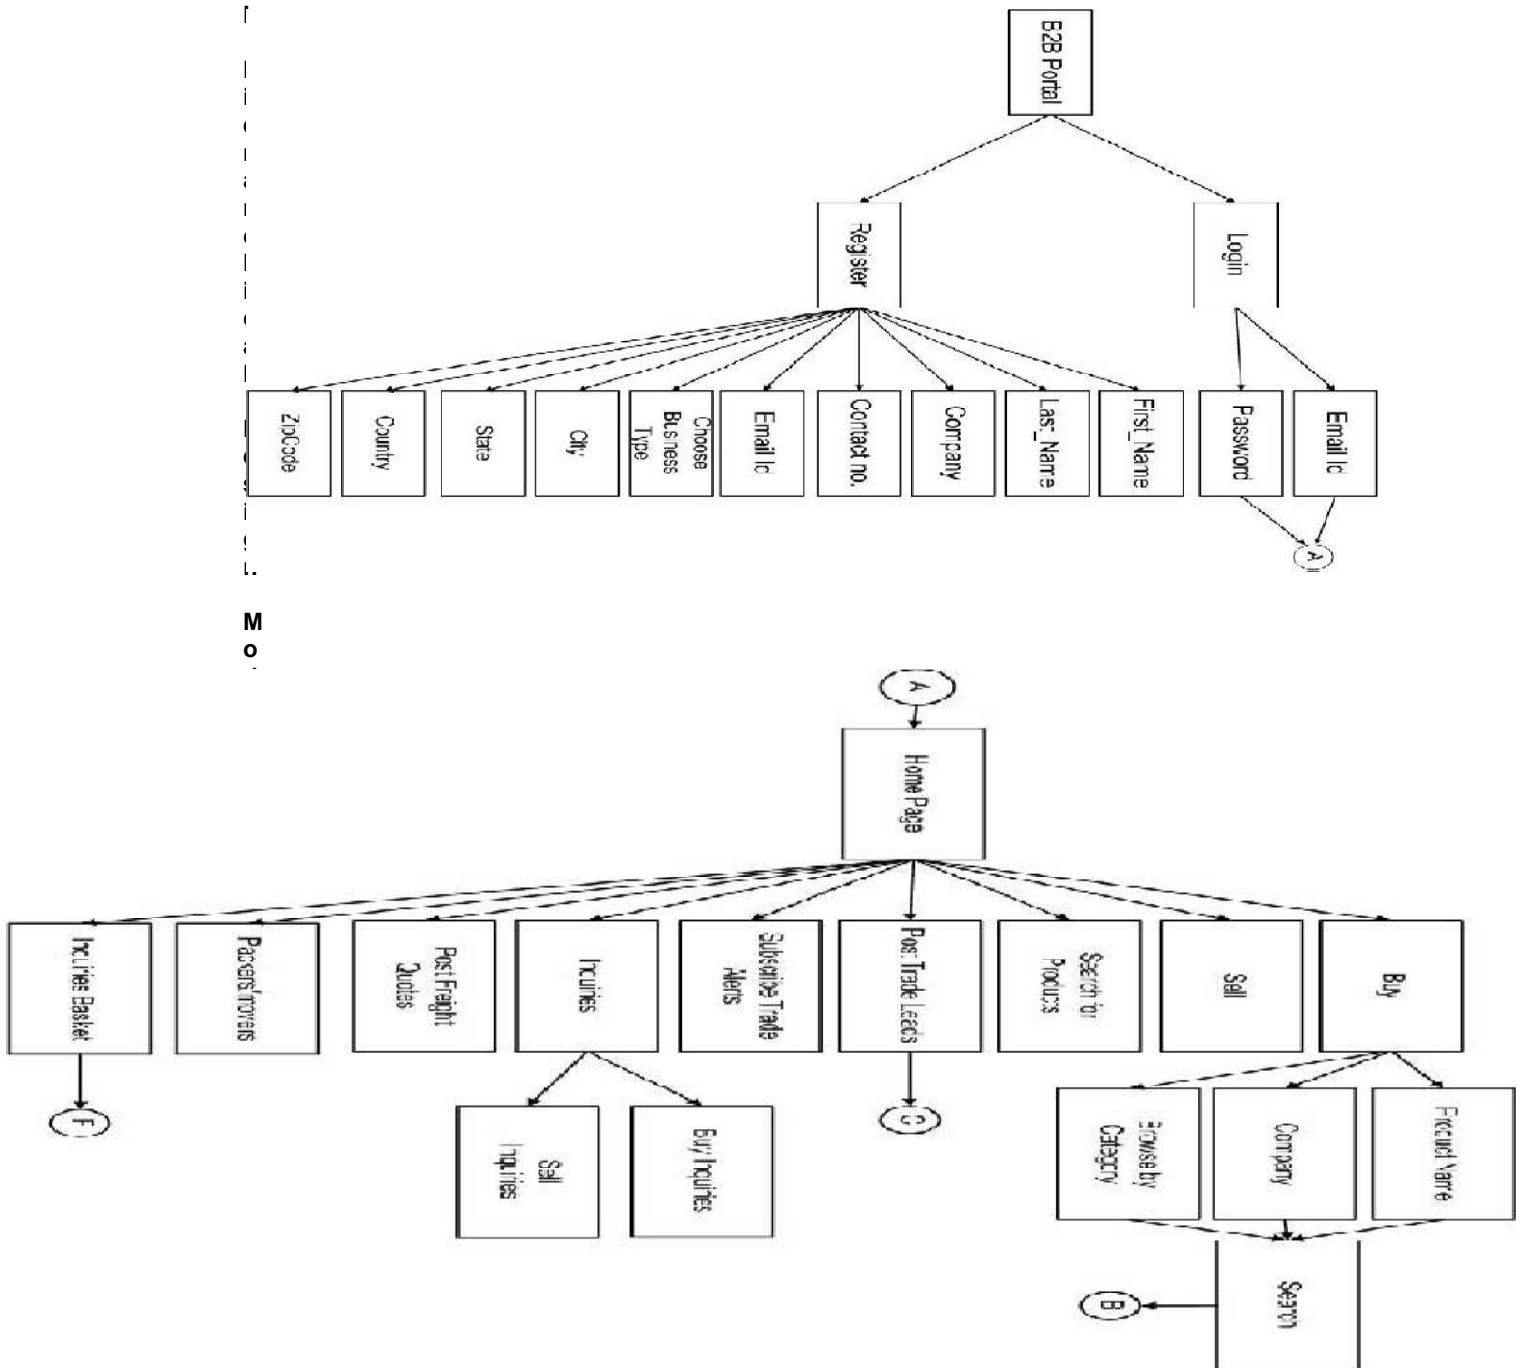 B2B Portal
Login
Register
Email Id
Password
First_Name
Last_Name
Company
Contact no.
Email Id
Choose
Business
Type
City
State
Country
ZipCode
A
M
o
A
Home Page
Buy
Sell
Search for
Products
Post Trade Leads
Subscribe Trade
Alerts
Inquiries
Post Freight
Quotes
Packers/movers
Inquiries Basket
Product Name
Company
Browse by
Category
C
Buy Inquiries
Sell
Inquiries
F
Search
B